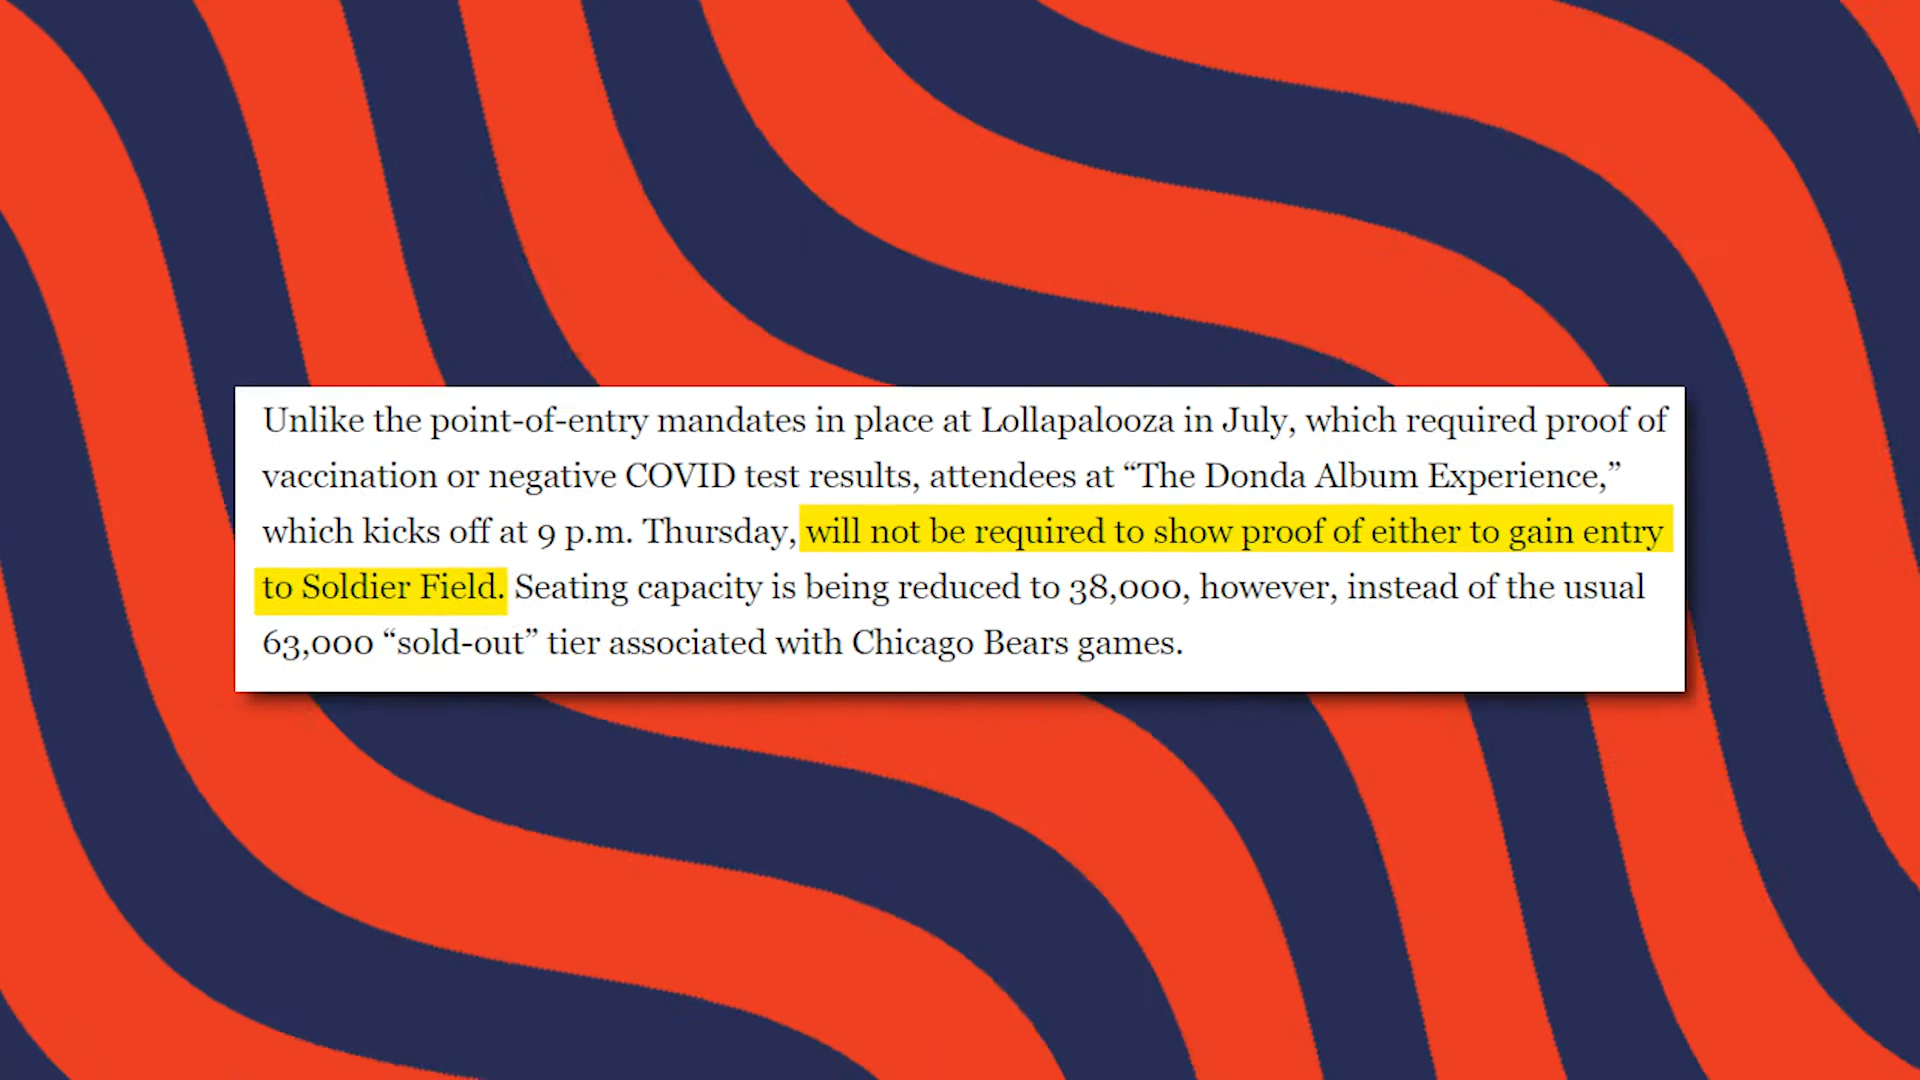 Unlike the point-of-entry mandates in place at Lollapalooza in July, which required proof of
vaccination or negative COVID test results, attendees at “The Donda Album Experience,”
which kicks off at 9 p.m. Thursday, will not be required to show proof of either to gain entry
to Soldier Field. Seating capacity is being reduced to 38,000, however, instead of the usual
63,000 “sold-out” tier associated with Chicago Bears games.